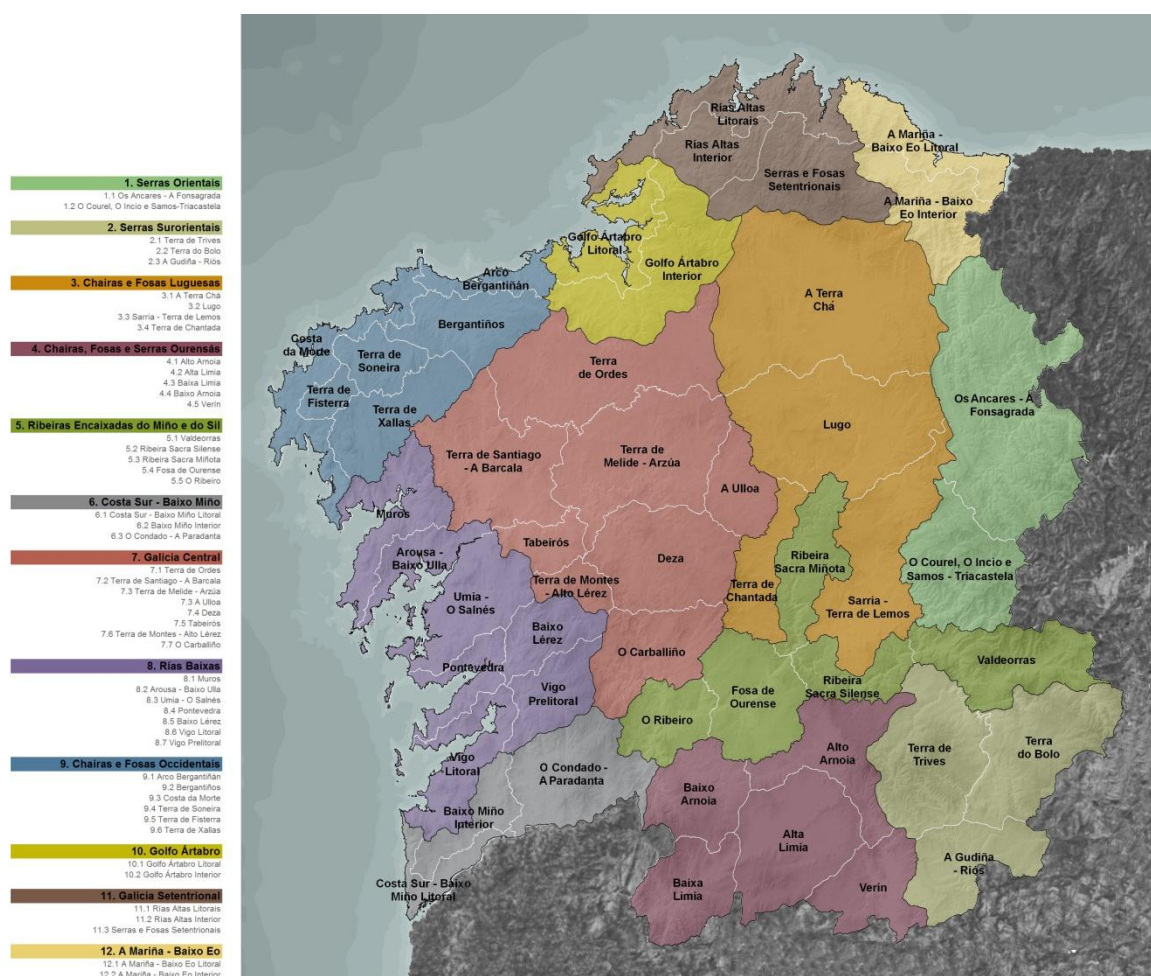 1. Serras Orientais
1.1 Os Ancares - A Fonsagrada
1.2 O Courel, O Incio e Samos-Triacastela
2. Serras Surorientais
2.1 Terra de Trives
2.2 Terra do Bolo
2.3 A Gudiña - Riós
3. Chairas e Fosas Luguesas
3.1 A Terra Chá
3.2 Lugo
3.3 Sarria - Terra de Lemos
3.4 Terra de Chantada
4. Chairas, Fosas e Serras Ourensás
4.1 Alto Arnoia
4.2 Alta Limia
4.3 Baixa Limia
4.4 Baixo Arnoia
4.5 Verín
5. Ribeiras Encaixadas do Miño e do Sil
5.1 Valdeorras
5.2 Ribeira Sacra Silense
5.3 Ribeira Sacra Miñota
5.4 Fosa de Ourense
5.5 O Ribeiro
6. Costa Sur - Baixo Miño
6.1 Costa Sur - Baixo Miño Litoral
6.2 Baixo Miño Interior
6.3 O Condado - A Paradanta
7. Galicia Central
7.1 Terra de Ordes
7.2 Terra de Santiago - A Barcala
7.3 Terra de Melide - Arzúa
7.3 A Ulloa
7.4 Deza
7.5 Tabeirós
7.6 Terra de Montes - Alto Lérez
7.7 O Carballiño
8. Rías Baixas
8.1 Muros
8.2 Arousa - Baixo Ulla
8.3 Umia - O Salnés
8.4 Pontevedra
8.5 Baixo Lérez
8.6 Vigo Litoral
8.7 Vigo Prelitoral
9. Chairas e Fosas Occidentais
9.1 Arco Bergantiñán
9.2 Bergantiños
9.3 Costa da Morte
9.4 Terra de Soneira
9.5 Terra de Fisterra
9.6 Terra de Xallas
10. Golfo Ártabro
10.1 Golfo Ártabro Litoral
10.2 Golfo Ártabro Interior
11. Galicia Setentrional
11.1 Rías Altas Litorais
11.2 Rías Altas Interior
11.3 Serras e Fosas Setentrionais
12. A Mariña - Baixo Eo
12.1 A Mariña - Baixo Eo Litoral
12.2 A Mariña - Baixo Eo Interior
Rías Altas
Litorais
Rías Altas
Interior
Serras e Fosas
Setentrionais
A Mariña -
Baixo Eo Litoral
A Mariña - Baixo
Eo Interior
Golfo Ártabro
Litoral
Golfo Ártabro
Interior
Arco
Bergantiñán
Bergantiños
Costa
da Morte
Terra de
Soneira
Terra de
Fisterra
Terra de
Xallas
A Terra
Chá
Terra
de Ordes
Os Ancares - A
Fonsagrada
Lugo
Terra de Santiago
- A Barcala
Terra de
Melide - Arzúa
A Ulloa
Muros
Arousa -
Baixo Ulla
Tabeirós
Deza
Ribeira
Sacra Miñota
O Courel, O Incio e
Samos - Triacastela
Terra de Montes -
Alto Lérez
Terra de
Chantada
Umia -
O Salnés
Sarria -
Terra de Lemos
Baixo
Lérez
Pontevedra
O Carballiño
Valdeorras
Vigo
Prelitoral
Fosa de
Ourense
Ribeira
Sacra Silense
O Ribeiro
Vigo
Litoral
O Condado -
A Paradanta
Alto
Arnoia
Terra de
Trives
Terra
do Bolo
Baixo
Arnoia
Baixo Miño
Interior
Alta
Limia
A Gudiña
- Riós
Costa Sur - Baixo
Miño Litoral
Baixa
Limia
Verín